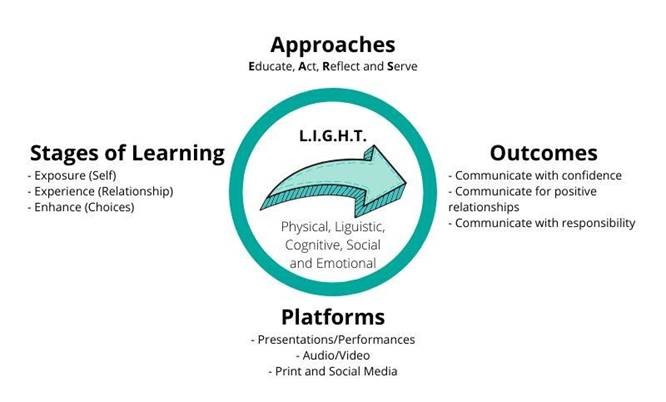 Approaches
Educate, Act, Reflect and Serve
L.I.G.H.T.
Physical, Liguistic,
Cognitive, Social
and Emotional
Stages of Learning
- Exposure (Self)
- Experience (Relationship)
- Enhance (Choices)
Outcomes
- Communicate with confidence
- Communicate for positive
relationships
- Communicate with responsibility
Platforms
- Presentations/Performances
- Audio/Video
- Print and Social Media